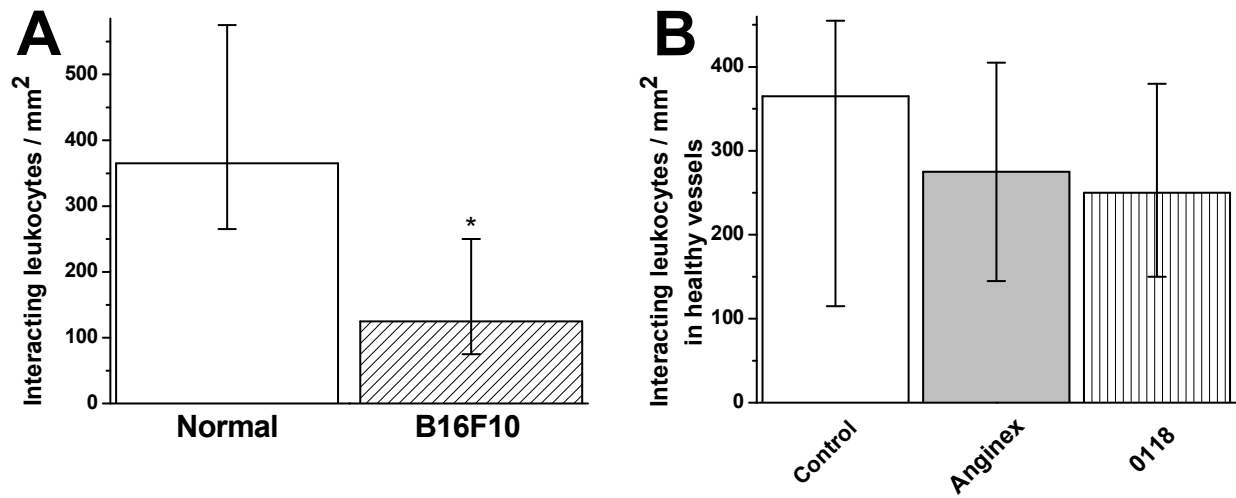 A
Interacting leukocytes / mm²
500
400
300
200
100
0
*
Normal
B16F10
B
Interacting leukocytes / mm²
in healthy vessels
400
300
200
100
0
Control
Anginex
0118